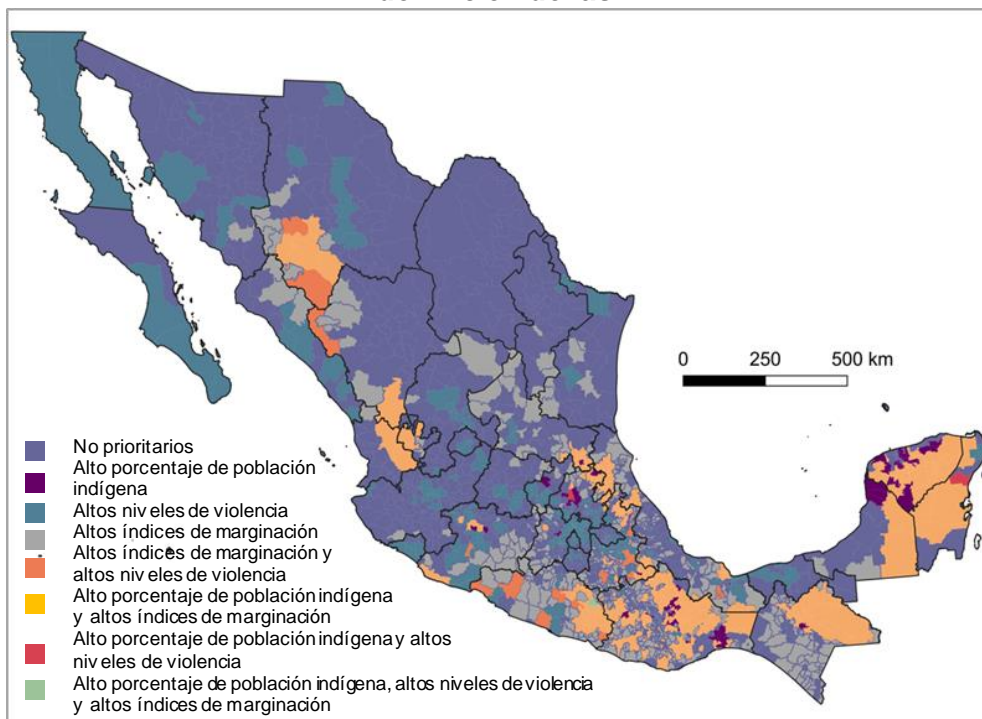 0 250 500 km
No prioritarios
Alto porcentaje de población
indígena
Altos niveles de violencia
Altos índices de marginación
Altos índices de marginación y
altos niveles de violencia
Alto porcentaje de población indígena
y altos índices de marginación
Alto porcentaje de población indígena y altos
niveles de violencia
Alto porcentaje de población indígena, altos niveles de violencia
y altos índices de marginación